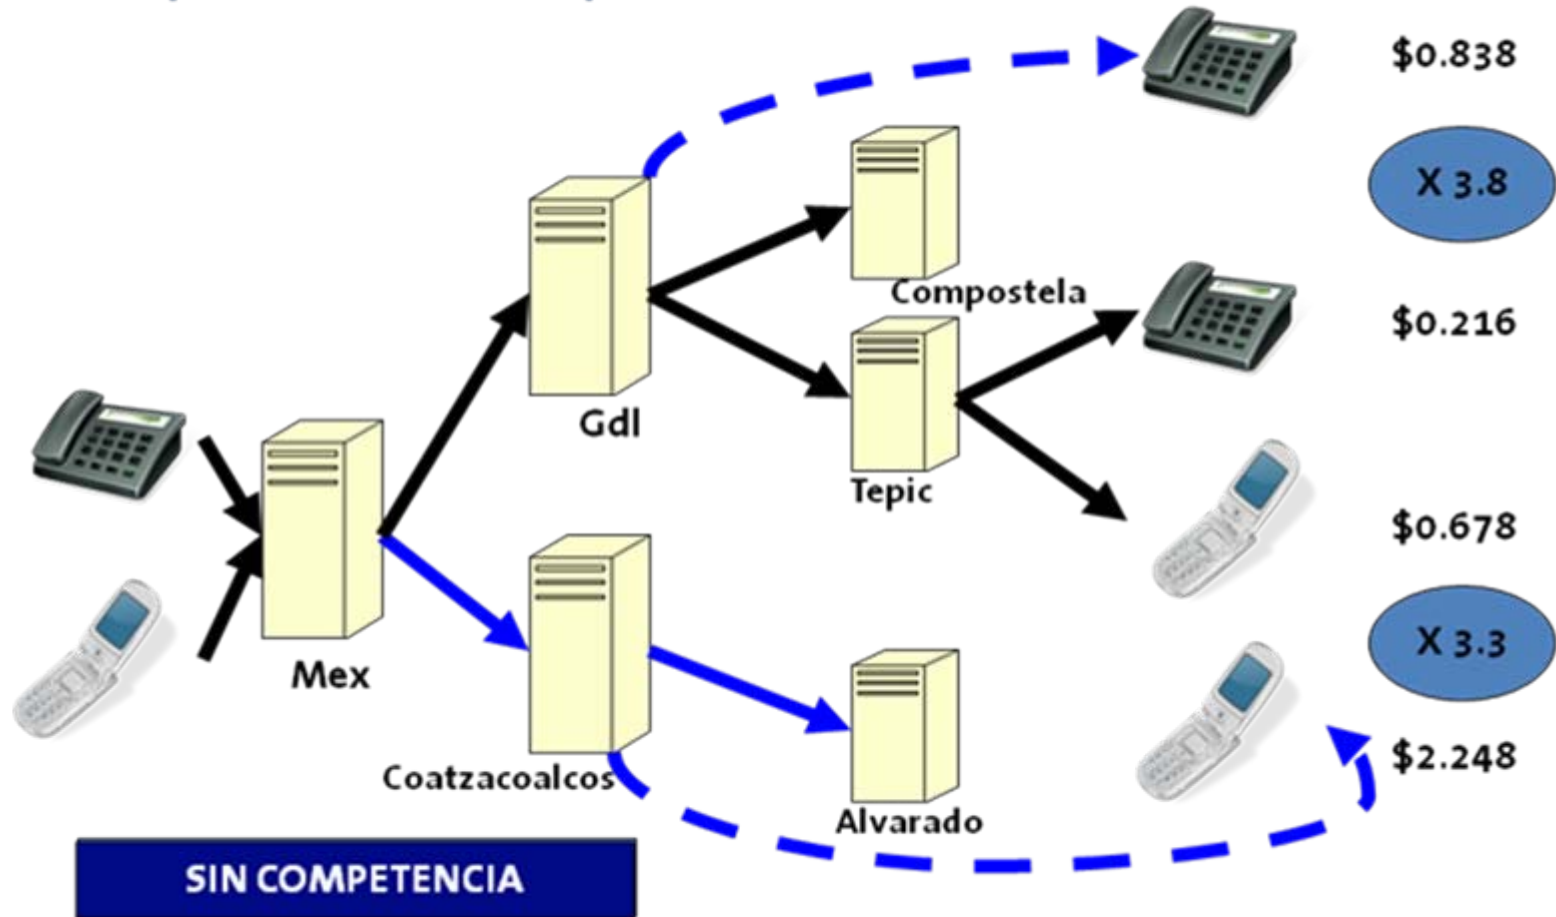 $0.838
X 3.8
Compostela
$0.216
Gdl
Tepic
$0.678
X 3.3
Mex
$2.248
Coatzacoalcos
Alvarado
SIN COMPETENCIA